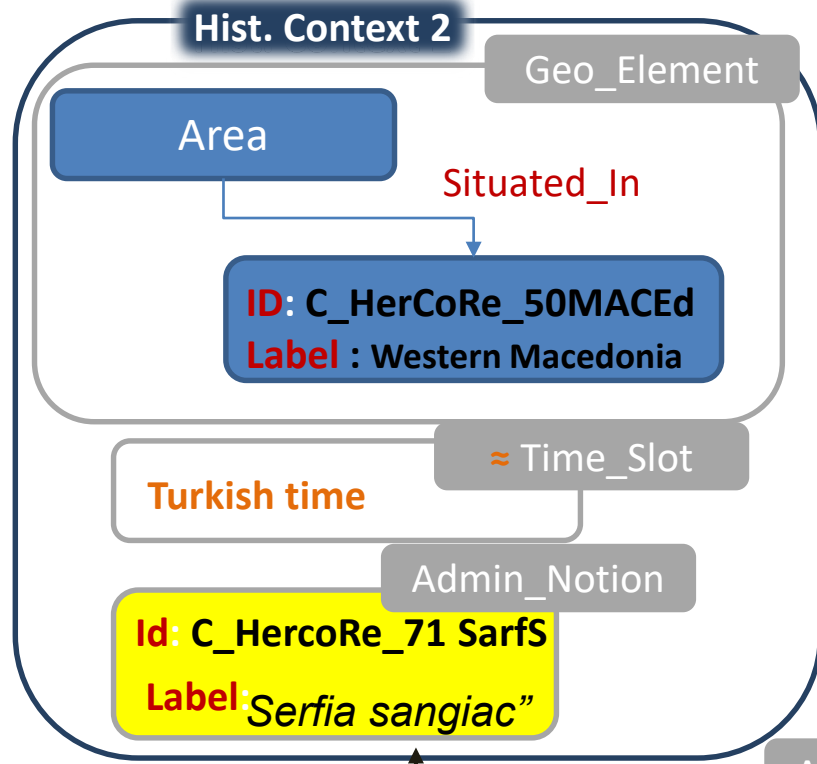 Hist. Context 2
Geo_Element
Area
Situated_In
ID: C_HerCoRe_50MACEd
Label : Western Macedonia
≈ Time_Slot
Turkish time
Admin_Notion
Id: C_HercoRe_71 SarfS
Label:Serfia sangiac”